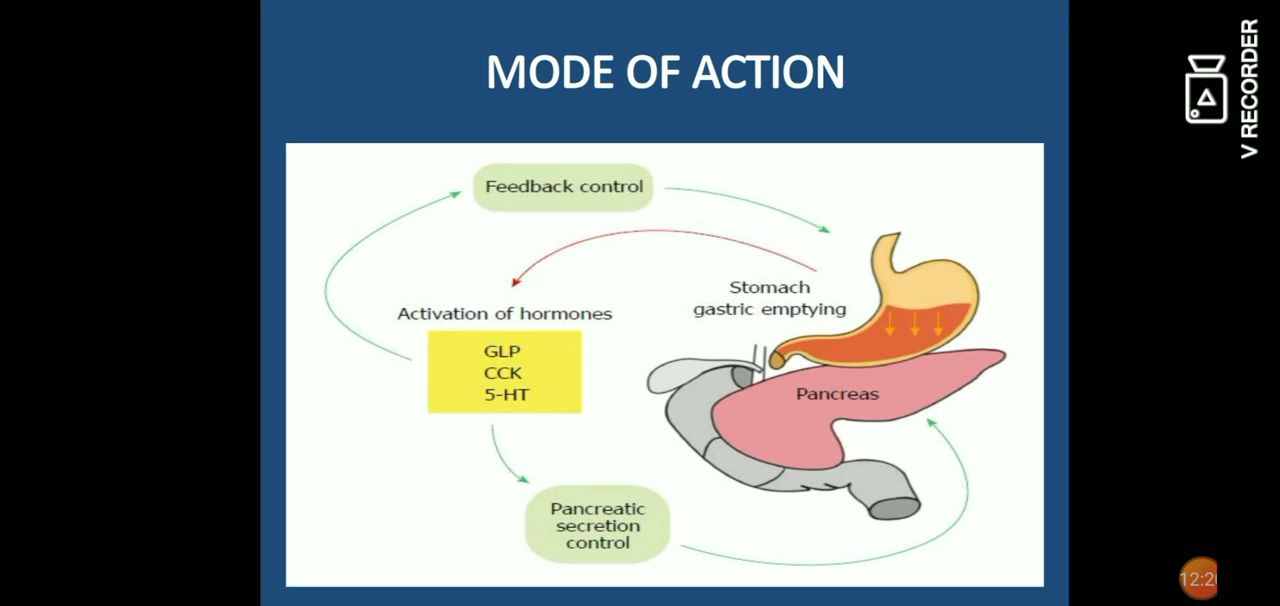 MODE OF ACTION
Feedback control
Stomach
gastric emptying
Activation of hormones
GLP
CCK
5-HT
Pancreas
Pancreatic
secretion
control
V RECORDER